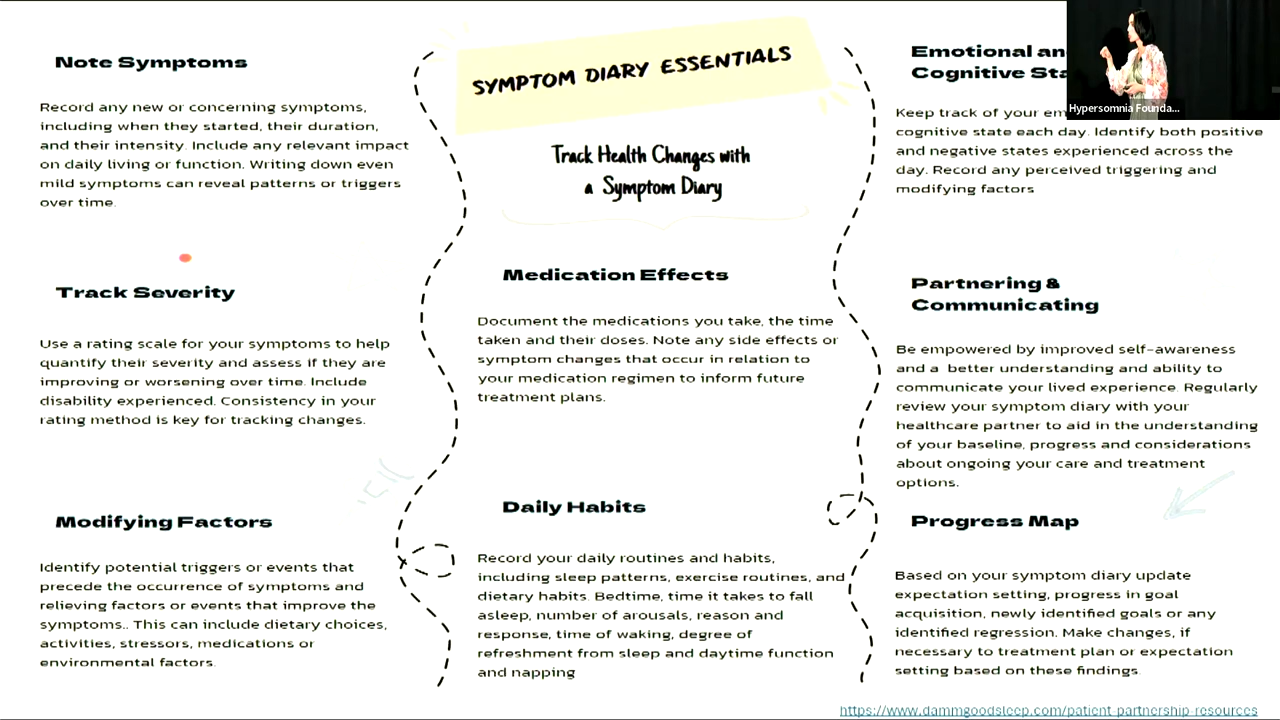 Note Symptoms
Record any new or concerning symptoms,
including when they started, their duration,
and their intensity. Include any relevant impact
on daily living or function. Writing down even
mild symptoms can reveal patterns or triggers
over time.
Track Severity
Use a rating scale for your symptoms to help
quantify their severity and assess if they are
improving or worsening over time. Include
disability experienced. Consistency in your
rating method is key for tracking changes.
Modifying Factors
Identify potential triggers or events that
precede the occurrence of symptoms and
relieving factors or events that improve the
symptoms.. This can include dietary choices,
activities, stressors, medications or
environmental factors.
SYMPTOM DIARY ESSENTIALS
Track Health Changes with
a Symptom Diary
Medication Effects
Document the medications you take, the time
taken and their doses. Note any side effects or
symptom changes that occur in relation to
your medication regimen to inform future
treatment plans.
Daily Habits
Record your daily routines and habits,
including sleep patterns, exercise routines, and
dietary habits. Bedtime, time it takes to fall
asleep, number of arousals, reason and
response, time of waking, degree of
refreshment from sleep and daytime function
and napping
Emotional an
Cognitive Sta
Keep track of your em
cognitive state each day. Identify both positive
and negative states experienced across the
day. Record any perceived triggering and
modifying factors
Partnering &
Communicating
Be empowered by improved self-awareness
and a better understanding and ability to
communicate your lived experience. Regularly
review your symptom diary with your
healthcare partner to aid in the understanding
of your baseline, progress and considerations
about ongoing your care and treatment
options.
Progress Map
Based on your symptom diary update
expectation setting, progress in goal
acquisition, newly identified goals or any
identified regression. Make changes, if
necessary to treatment plan or expectation
setting based on these findings.
https://www.dammgoodsleep.com/patient-partnership-resources
Hypersomnia Founda...